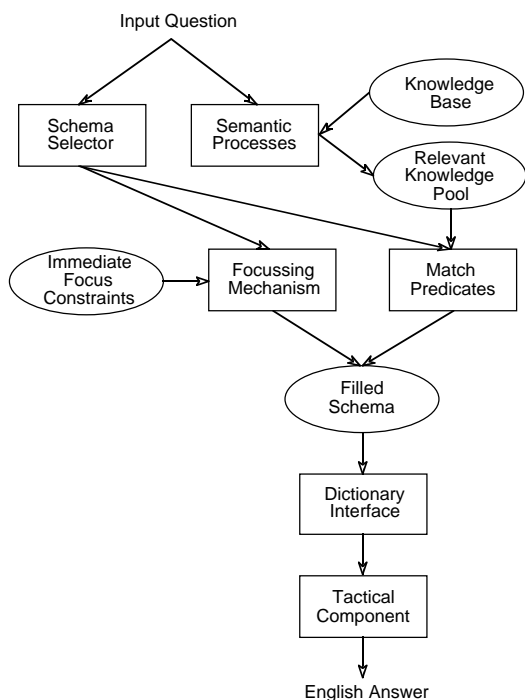 Input Question
Knowledge
Base
Schema
Selector
Semantic
Processes
Relevant
Knowledge
Pool
Immediate
Focus
Constraints
Focussing
Mechanism
Match
Predicates
Filled
Schema
Dictionary
Interface
Tactical
Component
English Answer